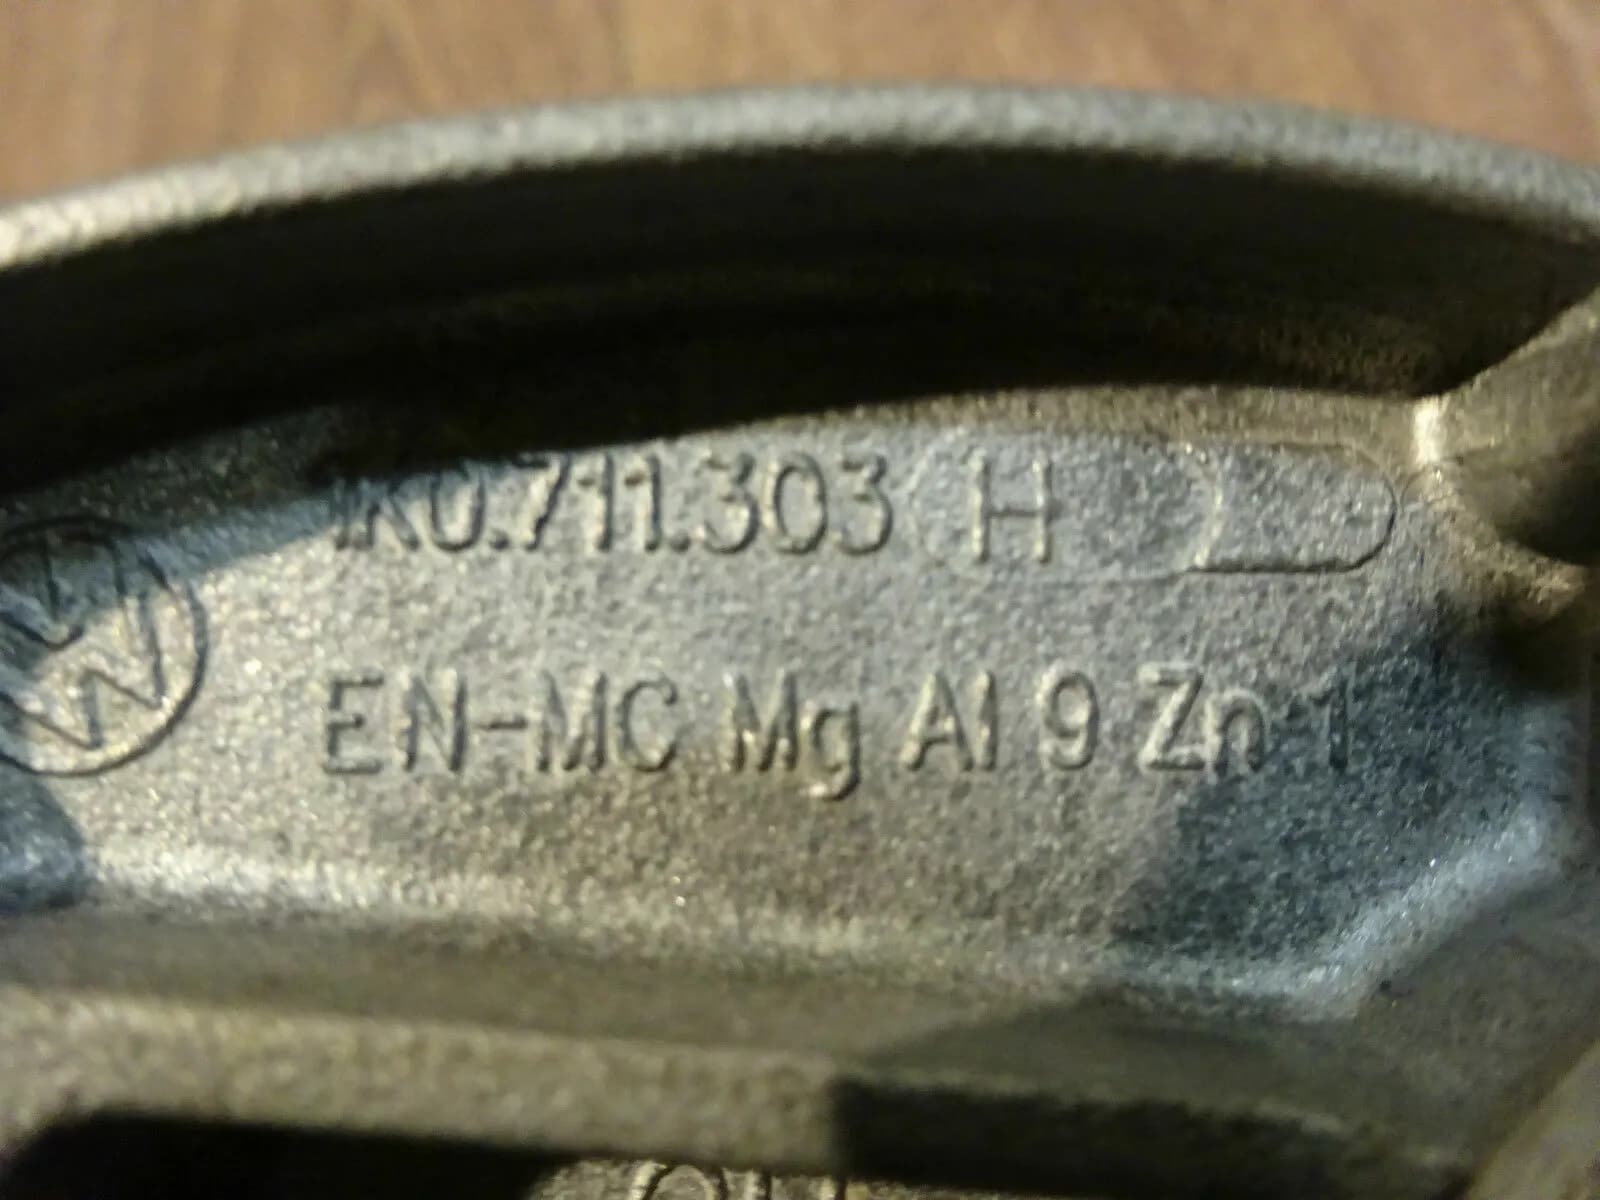 1K0.711.303 H
EN-MC Mg Al 9 Zn 1